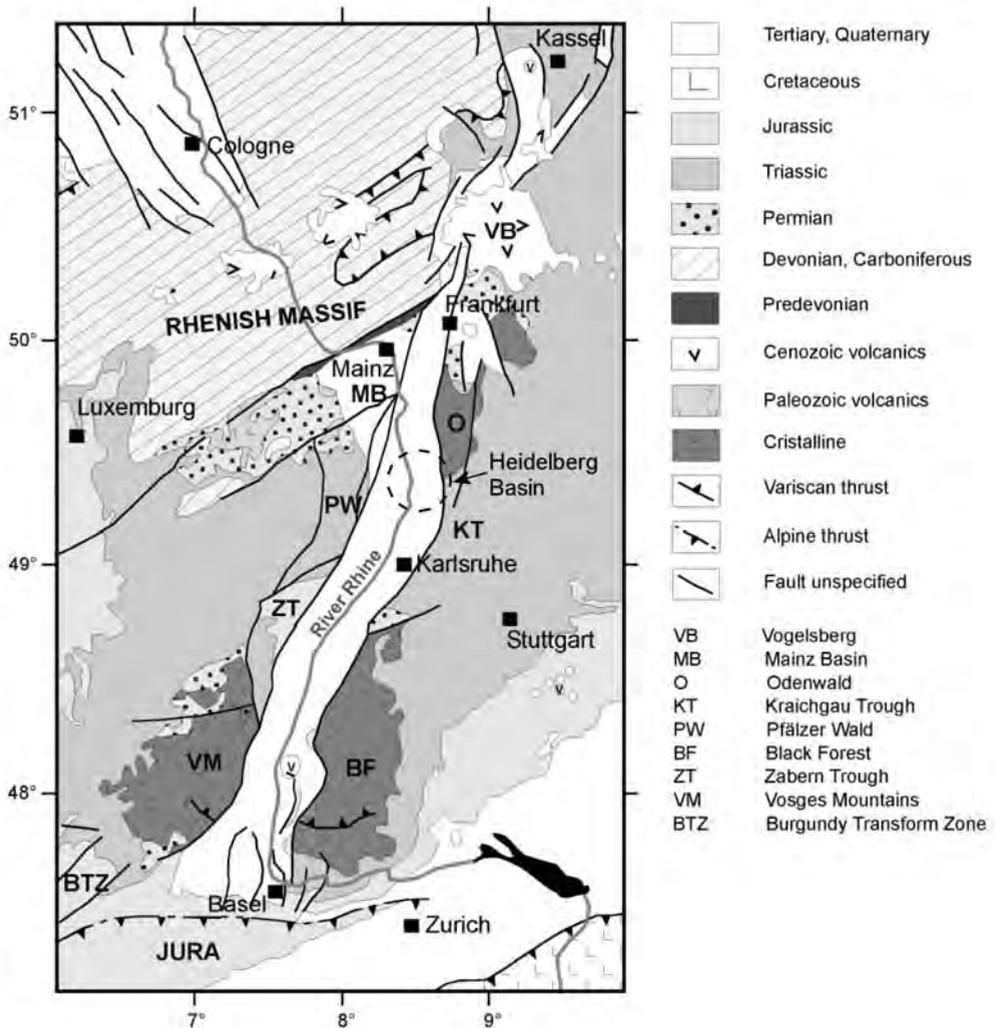 Kassel
51°
Cologne
VB
Frankfurt
RHENISH MASSIF
50°
Mainz
MB
Luxemburg
O
Heidelberg
Basin
PW
KT
49°
Karlsruhe
ZT
River Rhine
Stuttgart
v
VM
BF
v
48°
BTZ
Basel
Zurich
JURA
7°
8°
9°
Tertiary, Quaternary
Cretaceous
Jurassic
Triassic
Permian
Devonian, Carboniferous
Predevonian
v Cenozoic volcanics
Paleozoic volcanics
Cristalline
Variscan thrust
Alpine thrust
Fault unspecified
VB Vogelsberg
MB Mainz Basin
O Odenwald
KT Kraichgau Trough
PW Pfälzer Wald
BF Black Forest
ZT Zabern Trough
VM Vosges Mountains
BTZ Burgundy Transform Zone